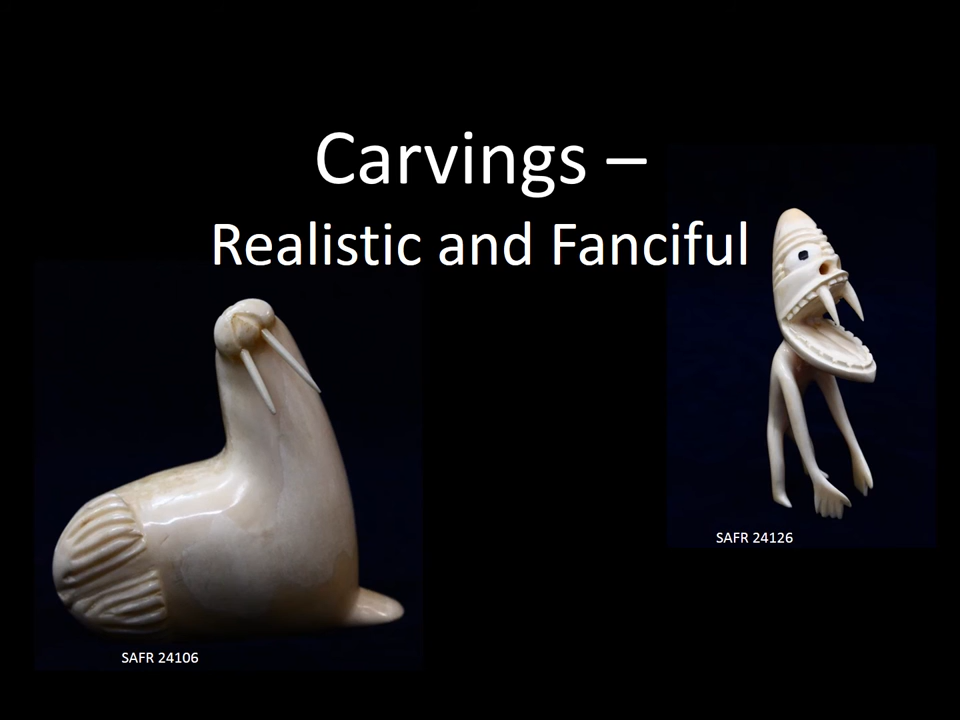 Carvings –
Realistic and Fanciful
SAFR 24126
SAFR 24106